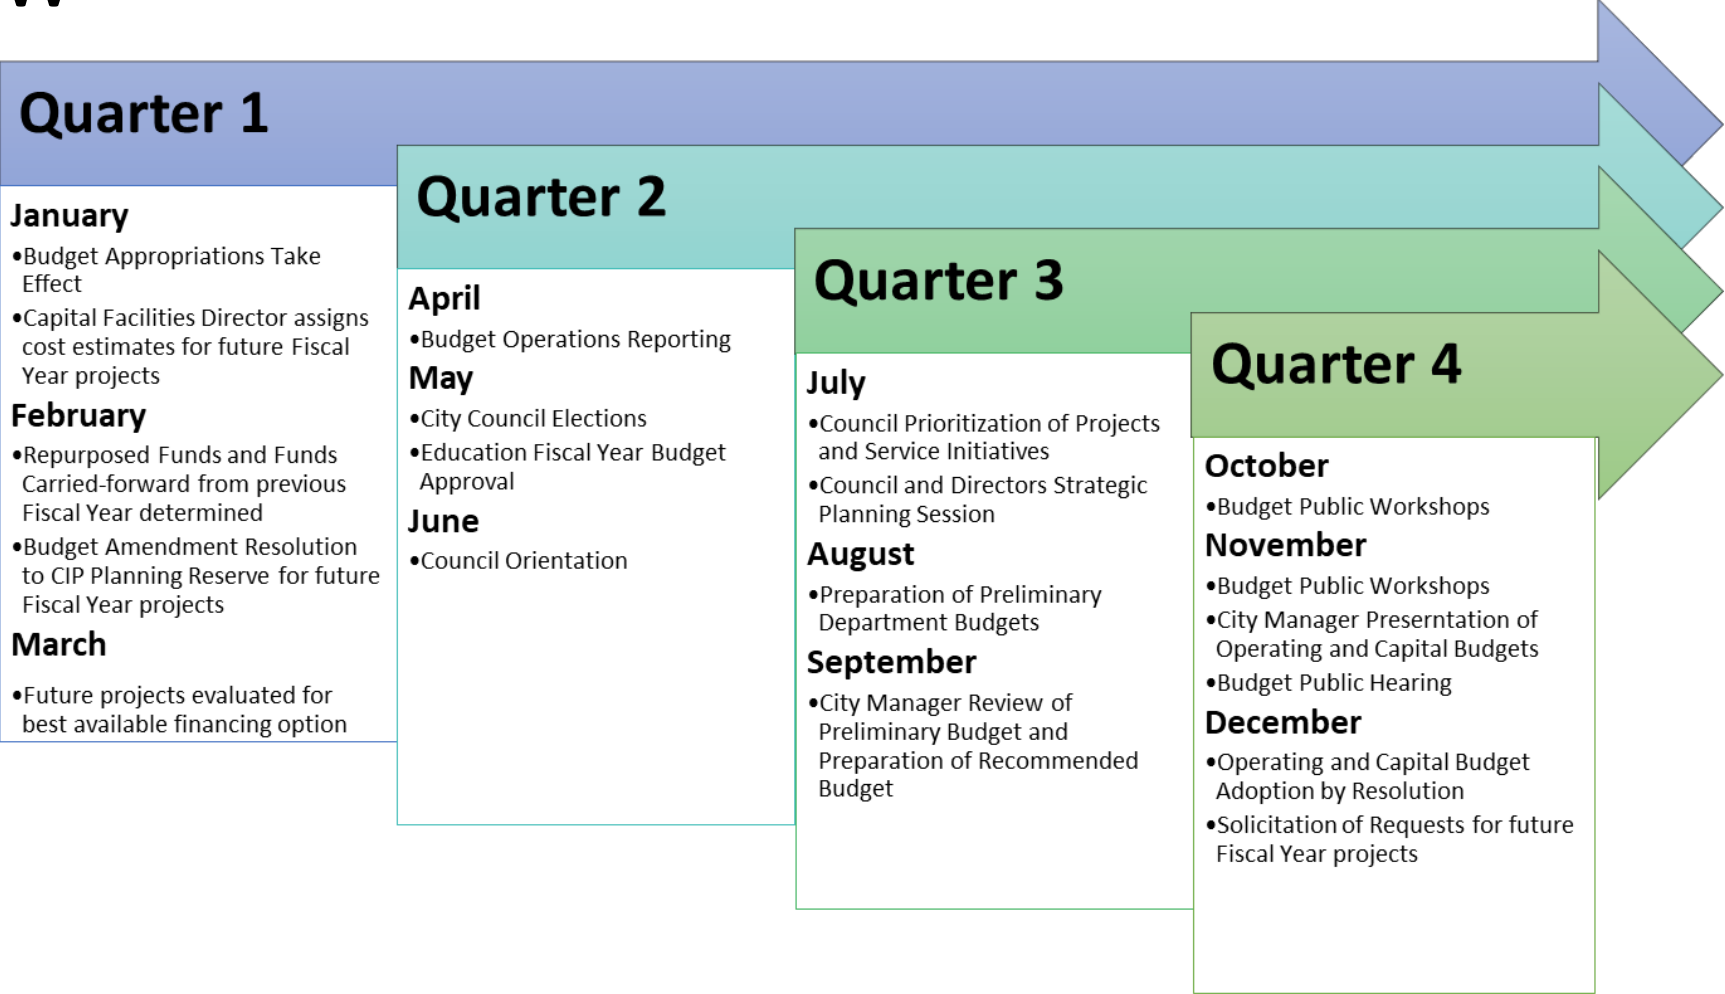 Quarter 1
January
•Budget Appropriations Take
Effect
•Capital Facilities Director assigns
cost estimates for future Fiscal
Year projects
February
•Repurposed Funds and Funds
Carried-forward from previous
Fiscal Year determined
•Budget Amendment Resolution
to CIP Planning Reserve for future
Fiscal Year projects
March
•Future projects evaluated for
best available financing option
Quarter 2
April
•Budget Operations Reporting
May
•City Council Elections
•Education Fiscal Year Budget
Approval
June
•Council Orientation
Quarter 3
July
•Council Prioritization of Projects
and Service Initiatives
•Council and Directors Strategic
Planning Session
August
•Preparation of Preliminary
Department Budgets
September
•City Manager Review of
Preliminary Budget and
Preparation of Recommended
Budget
Quarter 4
October
•Budget Public Workshops
November
•Budget Public Workshops
•City Manager Preserntation of
Operating and Capital Budgets
•Budget Public Hearing
December
•Operating and Capital Budget
Adoption by Resolution
•Solicitation of Requests for future
Fiscal Year projects